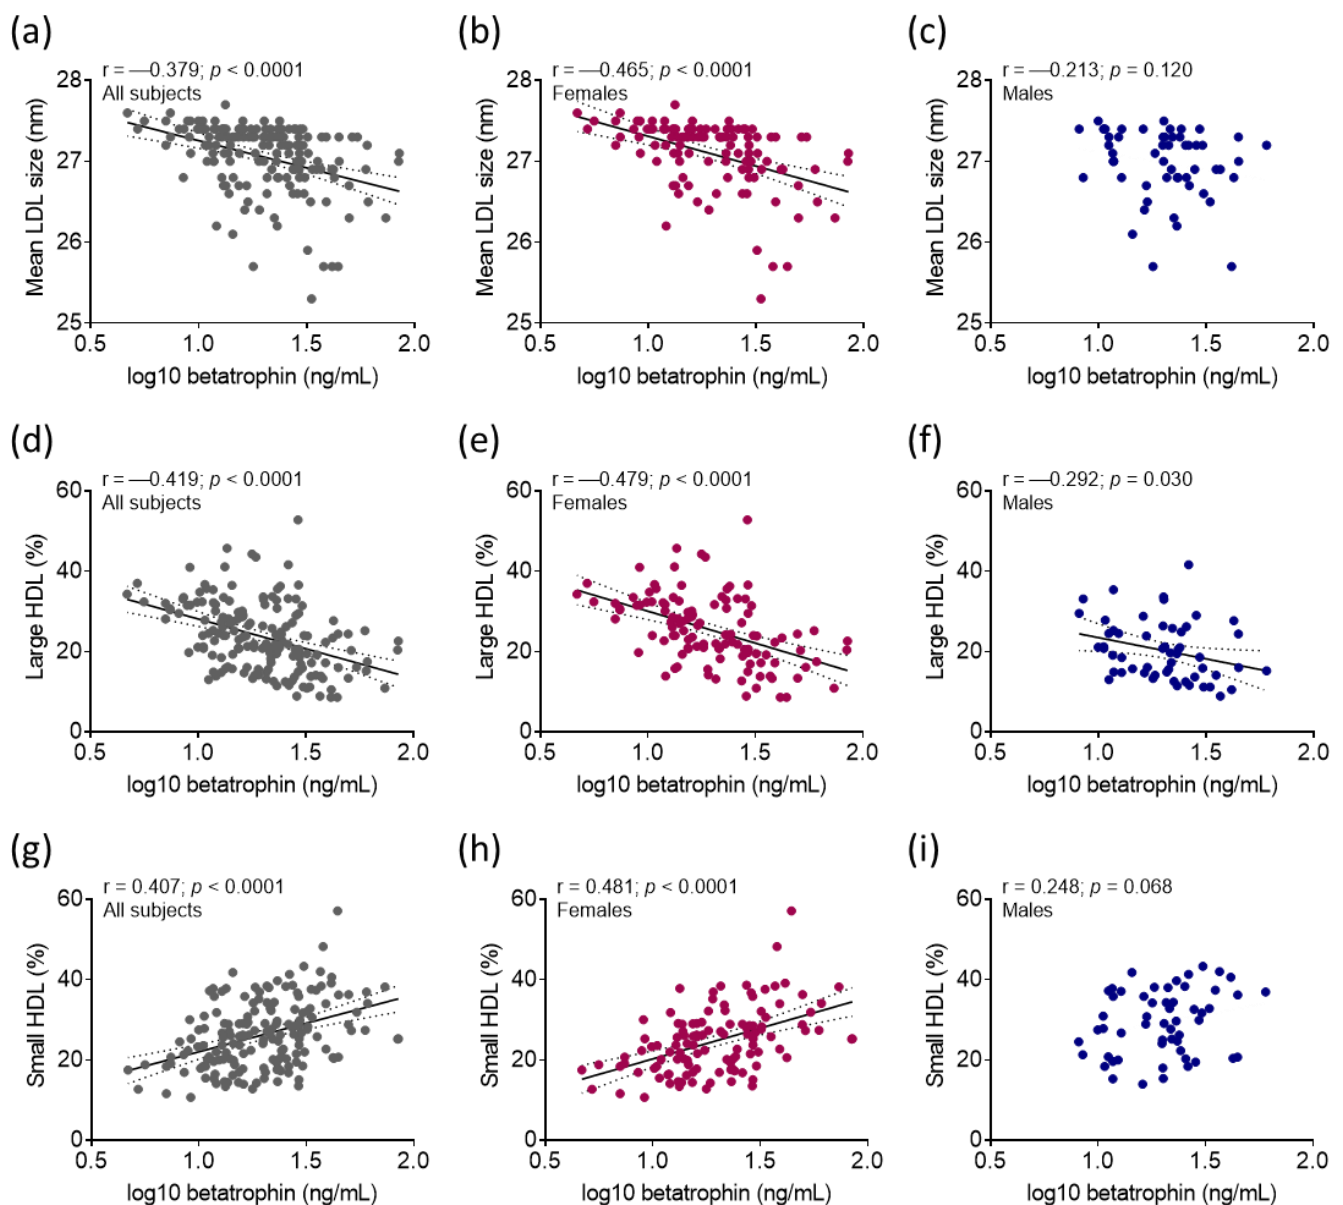 (a)
r = —0.379; p < 0.0001
All subjects
28
27
26
25
Mean LDL size (nm)
0.5 1.0 1.5 2.0
log10 betatrophin (ng/mL)
(b)
r = —0.465; p < 0.0001
Females
28
27
26
25
Mean LDL size (nm)
0.5 1.0 1.5 2.0
log10 betatrophin (ng/mL)
(c)
r = —0.213; p = 0.120
Males
28
27
26
25
Mean LDL size (nm)
0.5 1.0 1.5 2.0
log10 betatrophin (ng/mL)
(d)
r = —0.419; p < 0.0001
All subjects
60
40
20
0
Large HDL (%)
0.5 1.0 1.5 2.0
log10 betatrophin (ng/mL)
(e)
r = —0.479; p < 0.0001
Females
60
40
20
0
Large HDL (%)
0.5 1.0 1.5 2.0
log10 betatrophin (ng/mL)
(f)
r = —0.292; p = 0.030
Males
60
40
20
0
Large HDL (%)
0.5 1.0 1.5 2.0
log10 betatrophin (ng/mL)
(g)
r = 0.407; p < 0.0001
All subjects
60
40
20
0
Small HDL (%)
0.5 1.0 1.5 2.0
log10 betatrophin (ng/mL)
(h)
r = 0.481; p < 0.0001
Females
60
40
20
0
Small HDL (%)
0.5 1.0 1.5 2.0
log10 betatrophin (ng/mL)
(i)
r = 0.248; p = 0.068
Males
60
40
20
0
Small HDL (%)
0.5 1.0 1.5 2.0
log10 betatrophin (ng/mL)